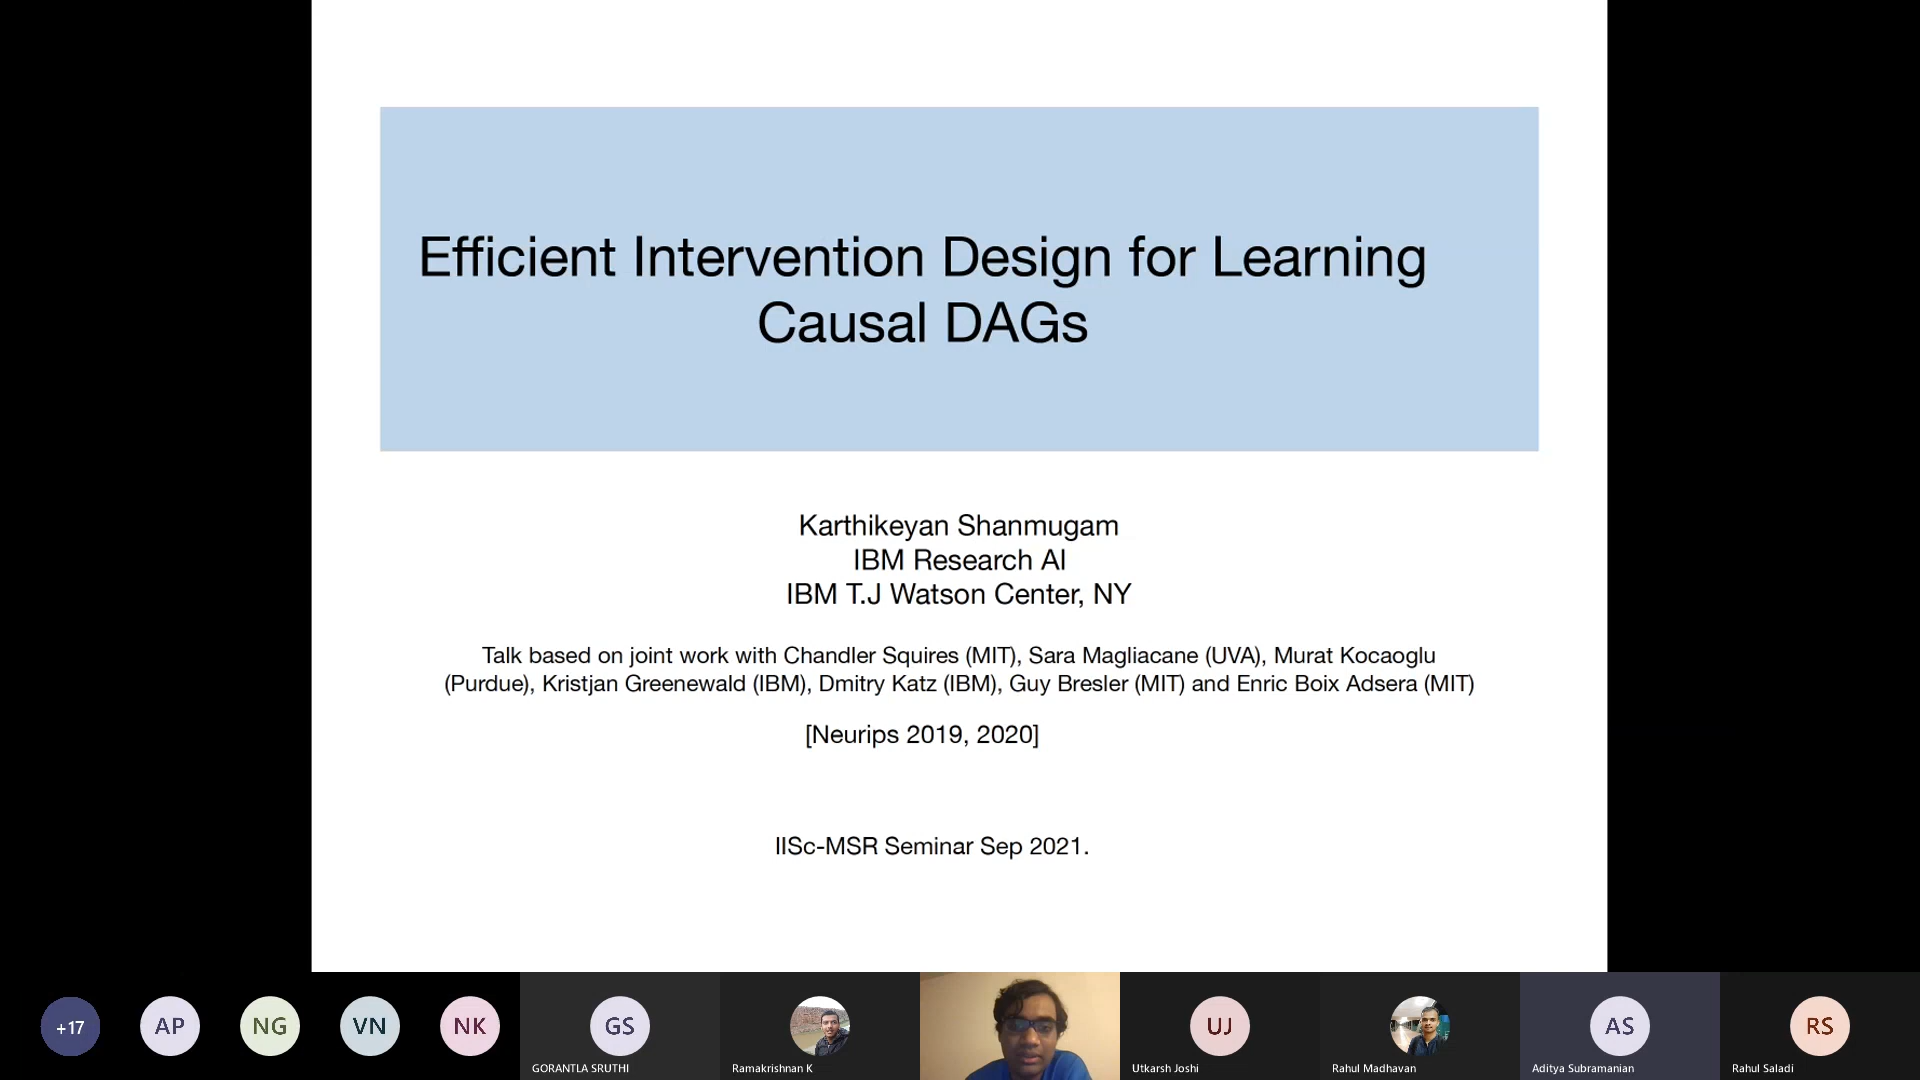 Efficient Intervention Design for Learning
Causal DAGs
Karthikeyan Shanmugam
IBM Research AI
IBM T.J Watson Center, NY
Talk based on joint work with Chandler Squires (MIT), Sara Magliacane (UVA), Murat Kocaoglu
(Purdue), Kristjan Greenewald (IBM), Dmitry Katz (IBM), Guy Bresler (MIT) and Enric Boix Adsera (MIT)
[Neurips 2019, 2020]
IISc-MSR Seminar Sep 2021.
+17
AP
NG
VN
NK
GS
UJ
AS
RS
GORANTLA SRUTHI
Ramakrishnan K
Utkarsh Joshi
Rahul Madhavan
Aditya Subramanian
Rahul Saladi